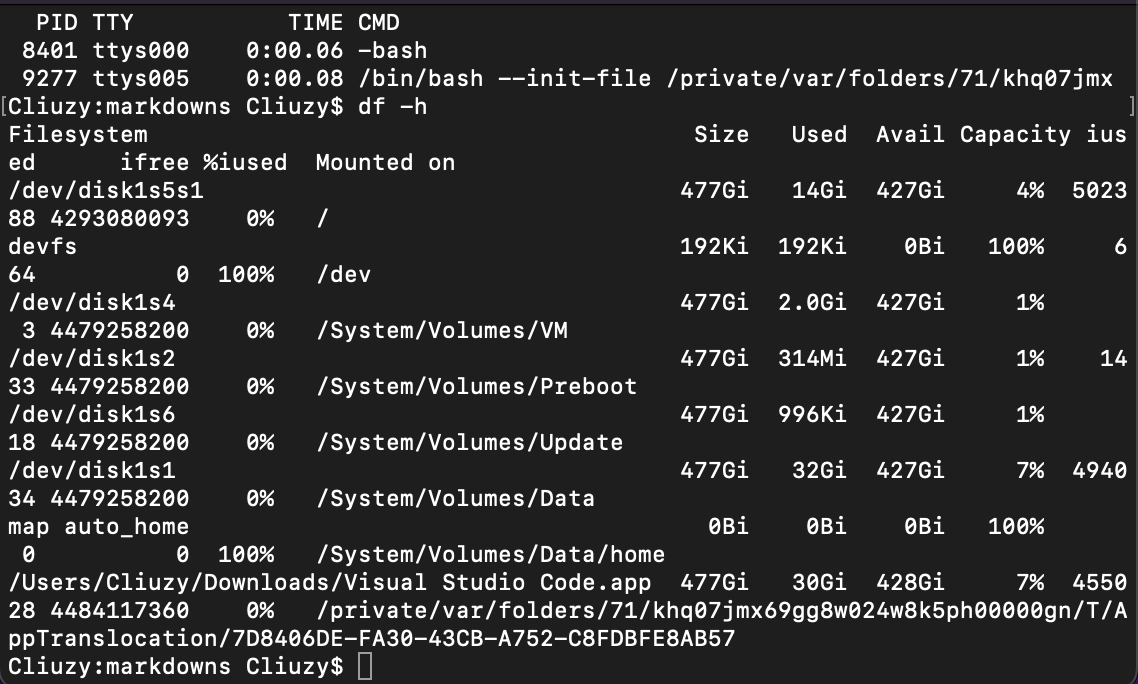 PID TTY           TIME CMD
 8401 ttys000    0:00.06 -bash
 9277 ttys005    0:00.08 /bin/bash --init-file /private/var/folders/71/khq07jmx
[Cliuzy:markdowns Cliuzy$ df -h                                                  ]
Filesystem                                       Size   Used  Avail Capacity ius
ed      ifree %iused  Mounted on
/dev/disk1s5s1                                  477Gi   14Gi  427Gi     4%  5023
88 4293080093    0%   /
devfs                                           192Ki  192Ki    0Bi   100%     6
64          0  100%   /dev
/dev/disk1s4                                    477Gi  2.0Gi  427Gi     1%
 3 4479258200    0%   /System/Volumes/VM
/dev/disk1s2                                    477Gi  314Mi  427Gi     1%    14
33 4479258200    0%   /System/Volumes/Preboot
/dev/disk1s6                                    477Gi  996Ki  427Gi     1%
18 4479258200    0%   /System/Volumes/Update
/dev/disk1s1                                    477Gi   32Gi  427Gi     7%  4940
34 4479258200    0%   /System/Volumes/Data
map auto_home                                     0Bi    0Bi    0Bi   100%
 0          0  100%   /System/Volumes/Data/home
/Users/Cliuzy/Downloads/Visual Studio Code.app  477Gi   30Gi  428Gi     7%  4550
28 4484117360    0%   /private/var/folders/71/khq07jmx69gg8w024w8k5ph00000gn/T/A
ppTranslocation/7D8406DE-FA30-43CB-A752-C8FDBFE8AB57
Cliuzy:markdowns Cliuzy$